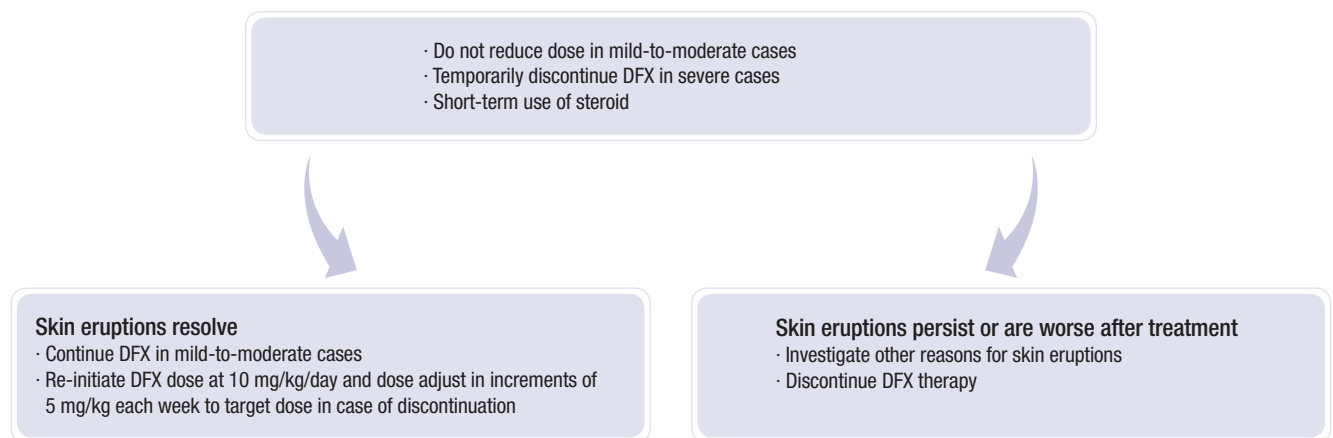 · Do not reduce dose in mild-to-moderate cases
· Temporarily discontinue DFX in severe cases
· Short-term use of steroid
Skin eruptions resolve
· Continue DFX in mild-to-moderate cases
· Re-initiate DFX dose at 10 mg/kg/day and dose adjust in increments of
5 mg/kg each week to target dose in case of discontinuation
Skin eruptions persist or are worse after treatment
· Investigate other reasons for skin eruptions
· Discontinue DFX therapy